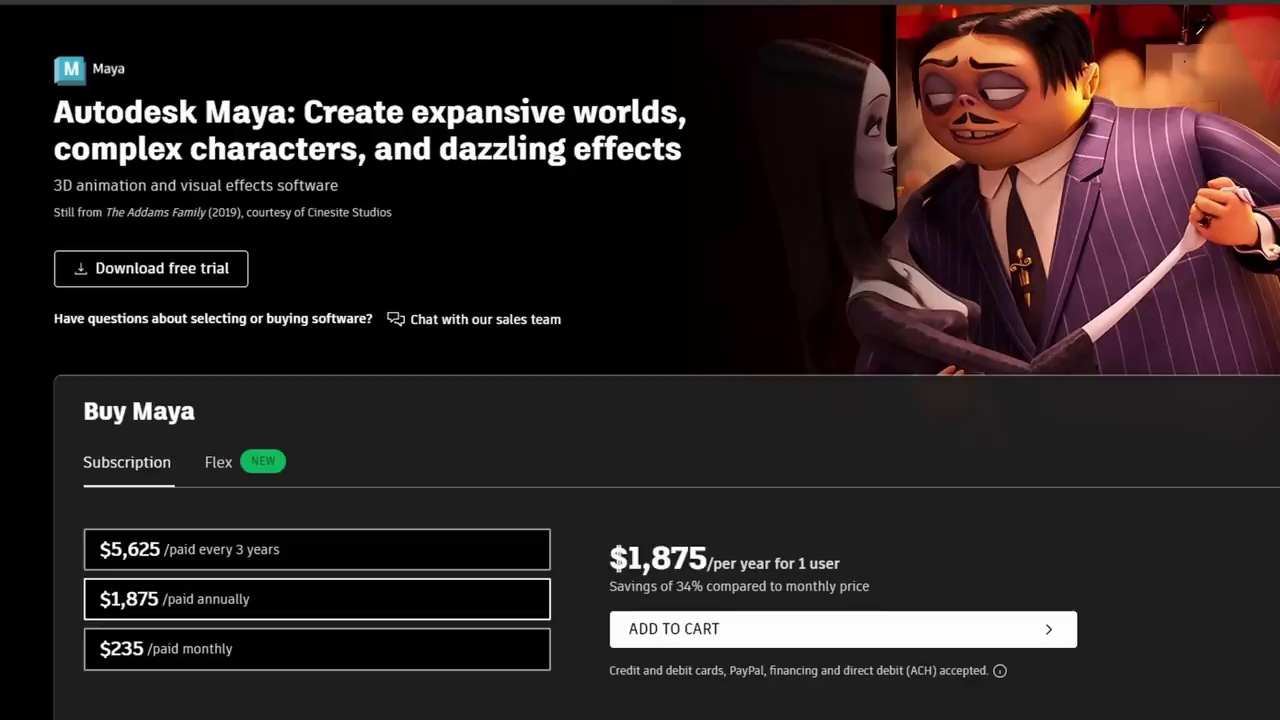 M Maya
Autodesk Maya: Create expansive worlds,
complex characters, and dazzling effects
3D animation and visual effects software
Still from The Addams Family (2019), courtesy of Cinesite Studios
Download free trial
Have questions about selecting or buying software? Chat with our sales team
Buy Maya
Subscription Flex NEW
$5,625 /paid every 3 years
$1,875 /paid annually
$235 /paid monthly
$1,875/per year for 1 user
Savings of 34% compared to monthly price
ADD TO CART
Credit and debit cards, PayPal, financing and direct debit (ACH) accepted.